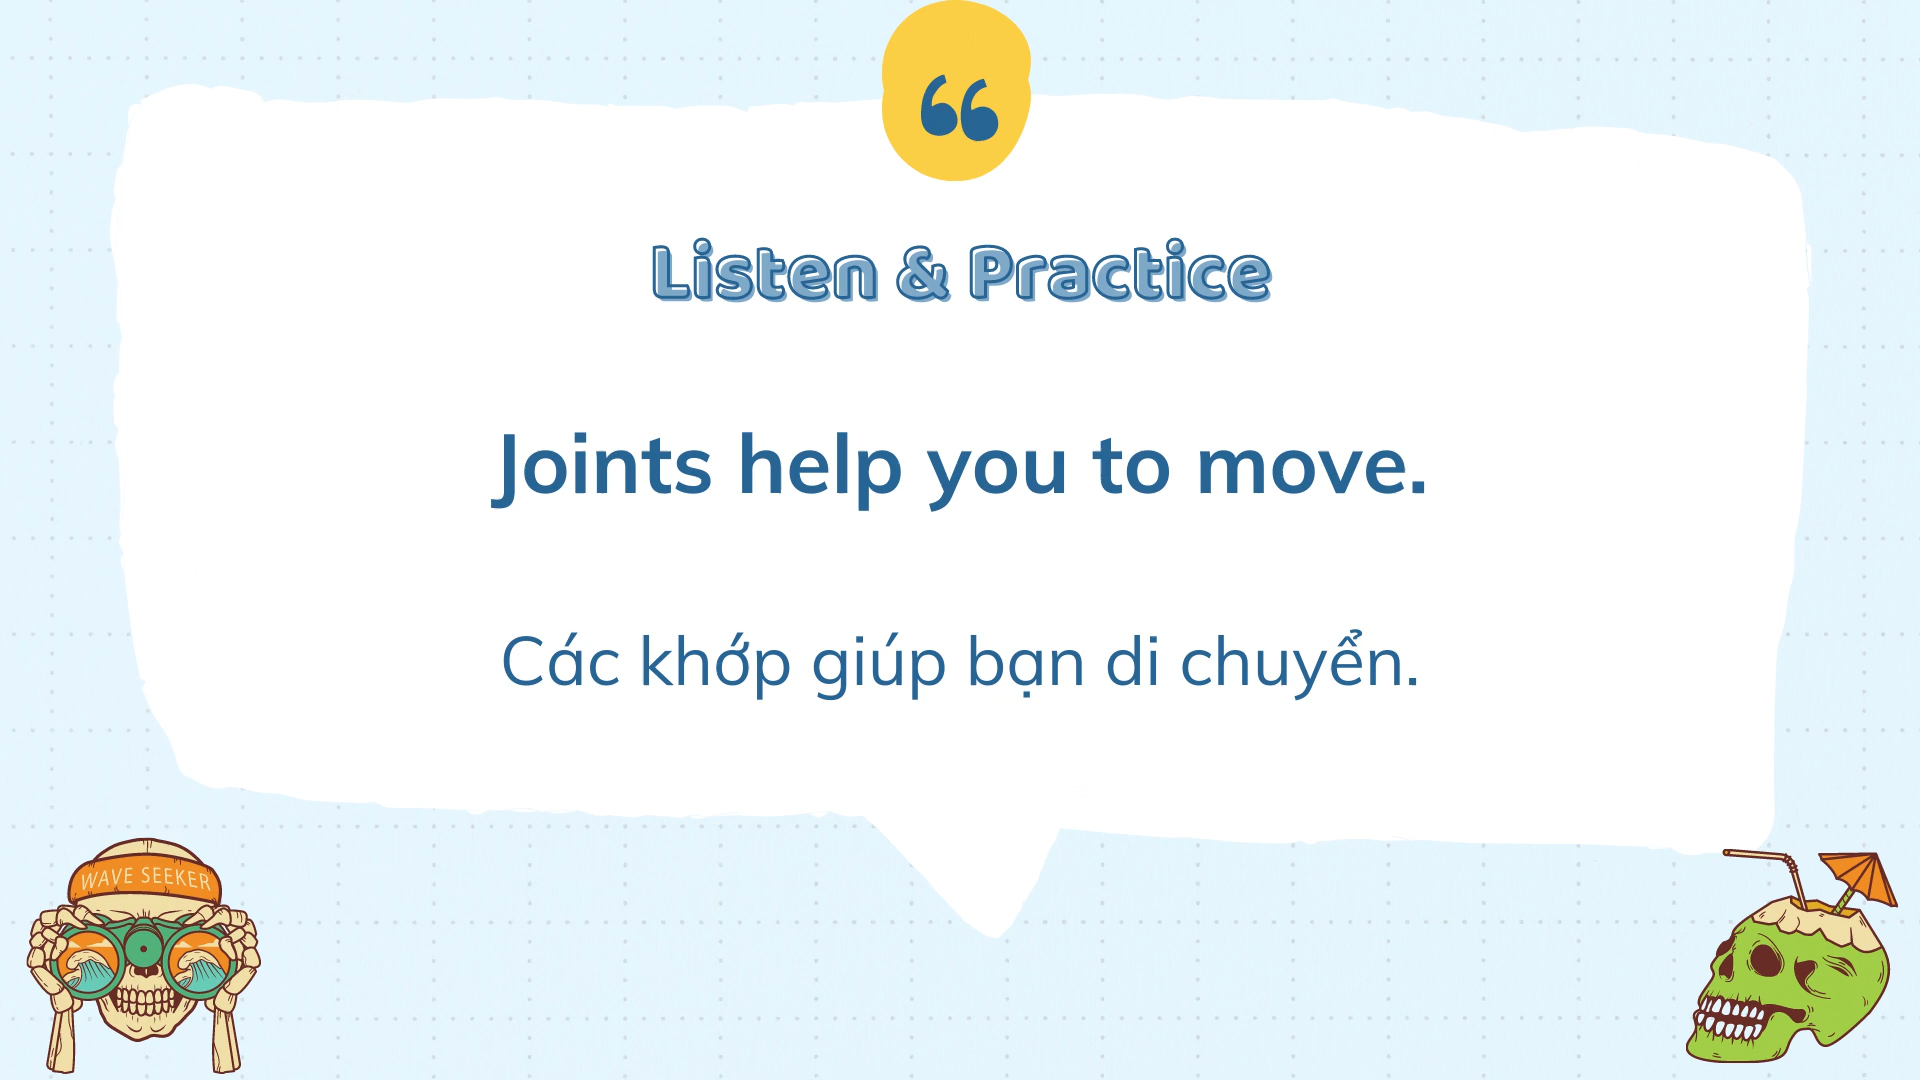 Listen & Practice
Joints help you to move.
Các khớp giúp bạn di chuyển.
WAVE SEEKER